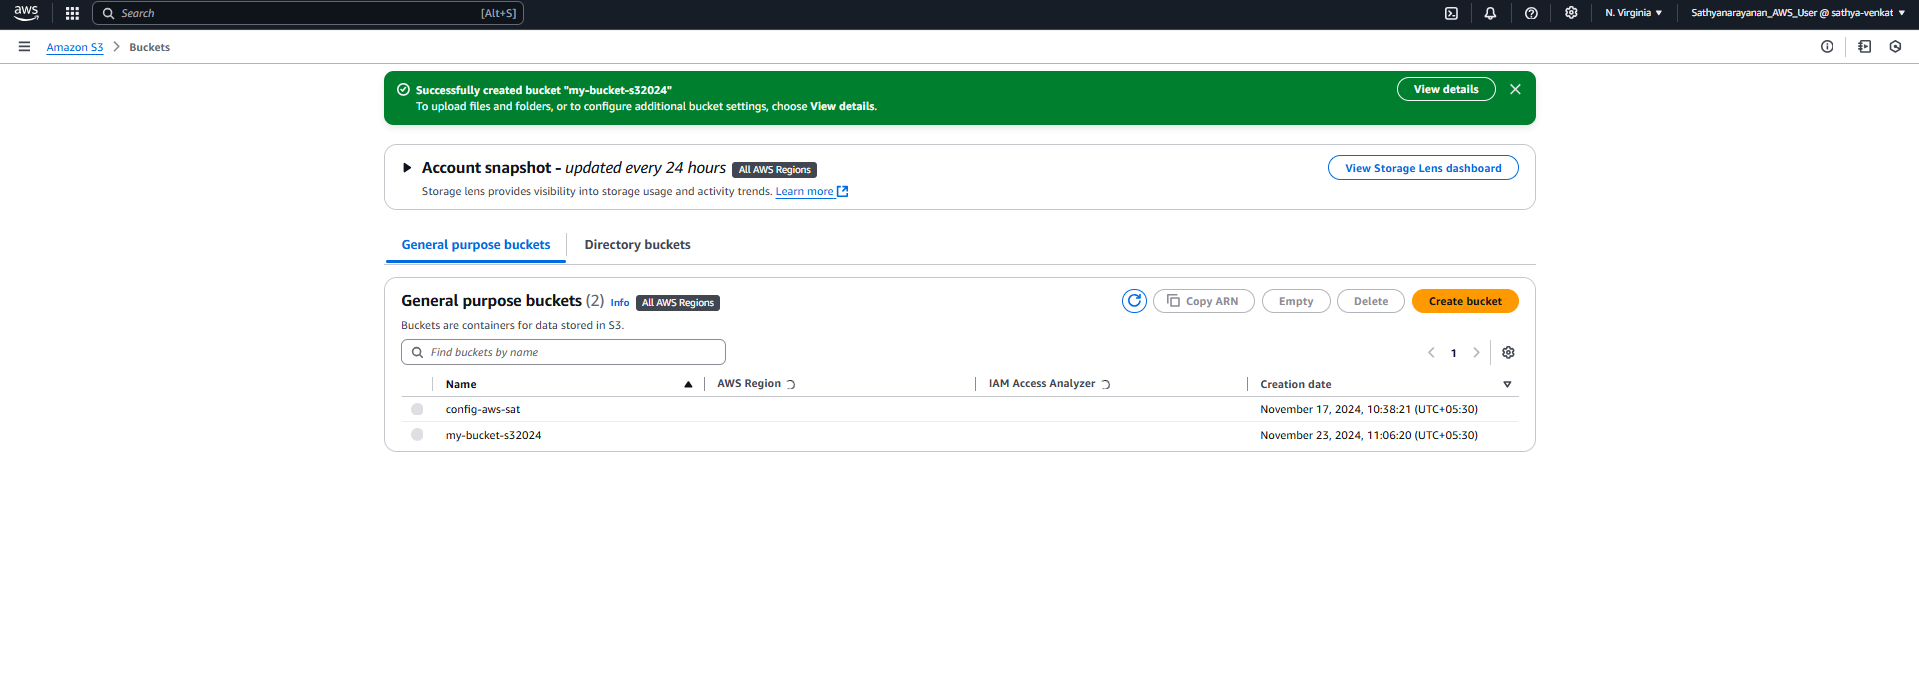 aws
Search [Alt+S]
N. Virginia
Sathyanarayanan_AWS_User @ sathya-venkat
Amazon S3 > Buckets
Successfully created bucket "my-bucket-s32024"
To upload files and folders, or to configure additional bucket settings, choose View details.
View details
Account snapshot - updated every 24 hours All AWS Regions
View Storage Lens dashboard
Storage lens provides visibility into storage usage and activity trends. Learn more
General purpose buckets
Directory buckets
General purpose buckets (2) Info All AWS Regions
Copy ARN
Empty
Delete
Create bucket
Buckets are containers for data stored in S3.
Find buckets by name
1
Name AWS Region IAM Access Analyzer Creation date
config-aws-sat November 17, 2024, 10:38:21 (UTC+05:30)
my-bucket-s32024 November 23, 2024, 11:06:20 (UTC+05:30)